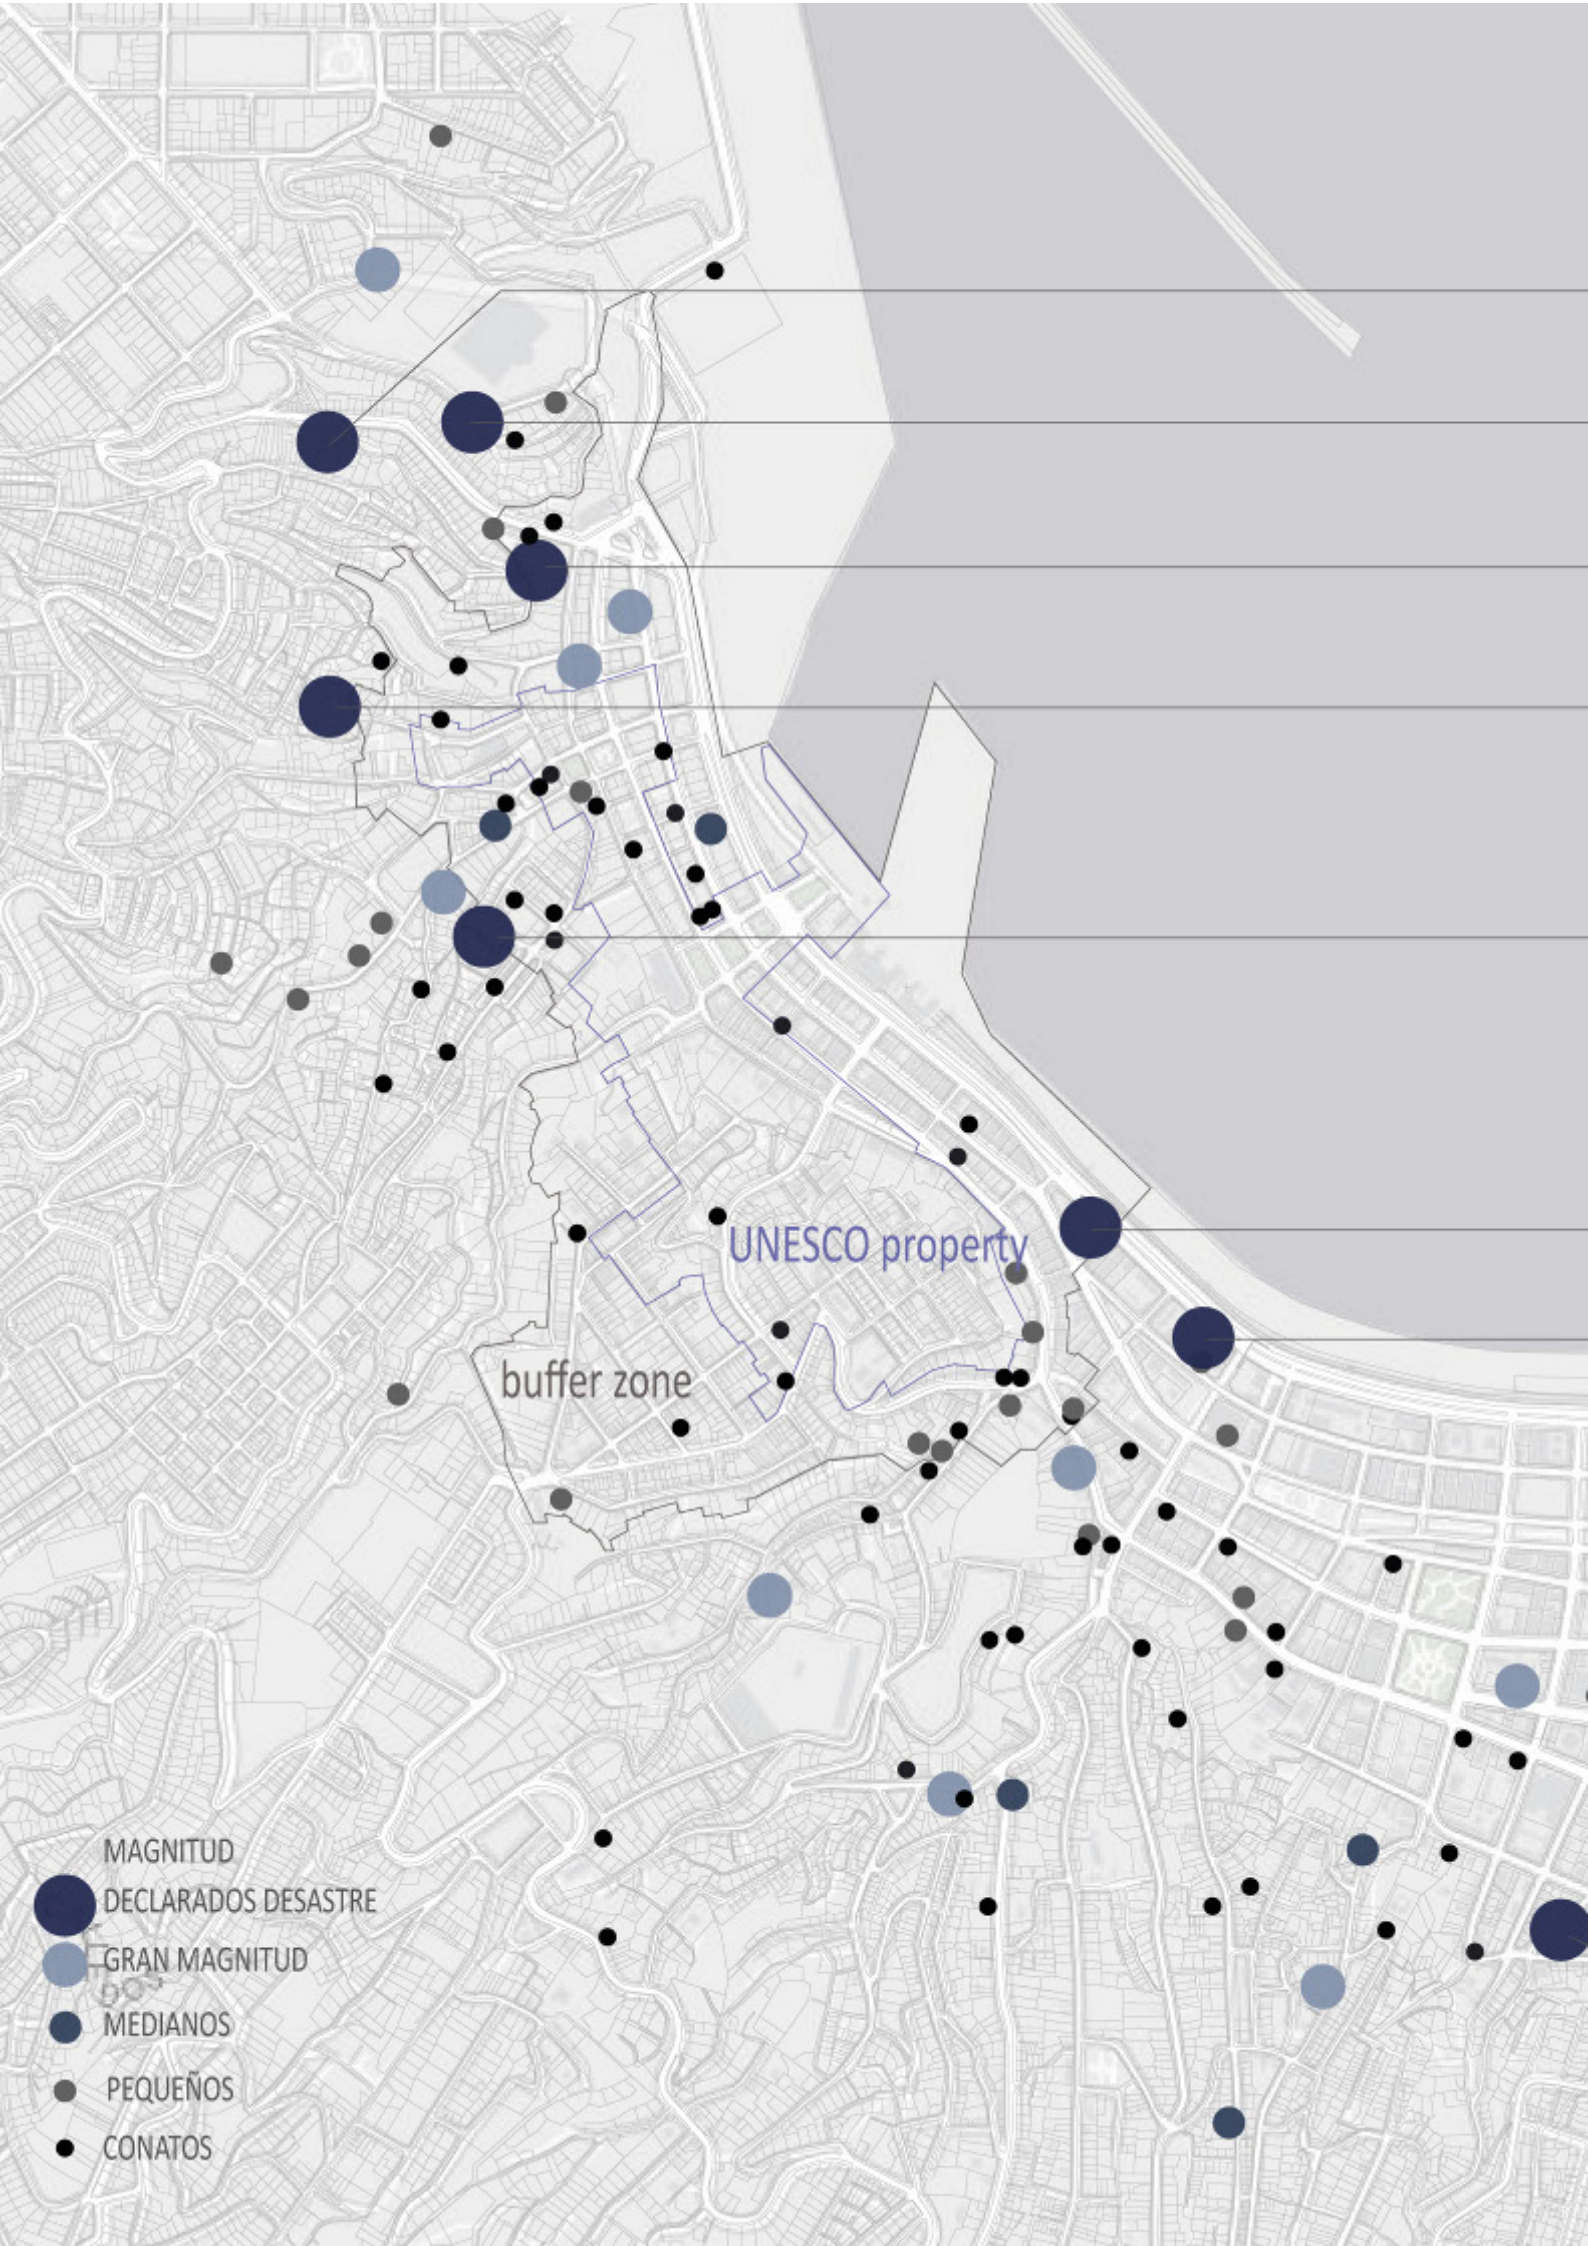 UNESCO property
buffer zone
MAGNITUD
DECLARADOS DESASTRE
GRAN MAGNITUD
MEDIANOS
PEQUEÑOS
CONATOS